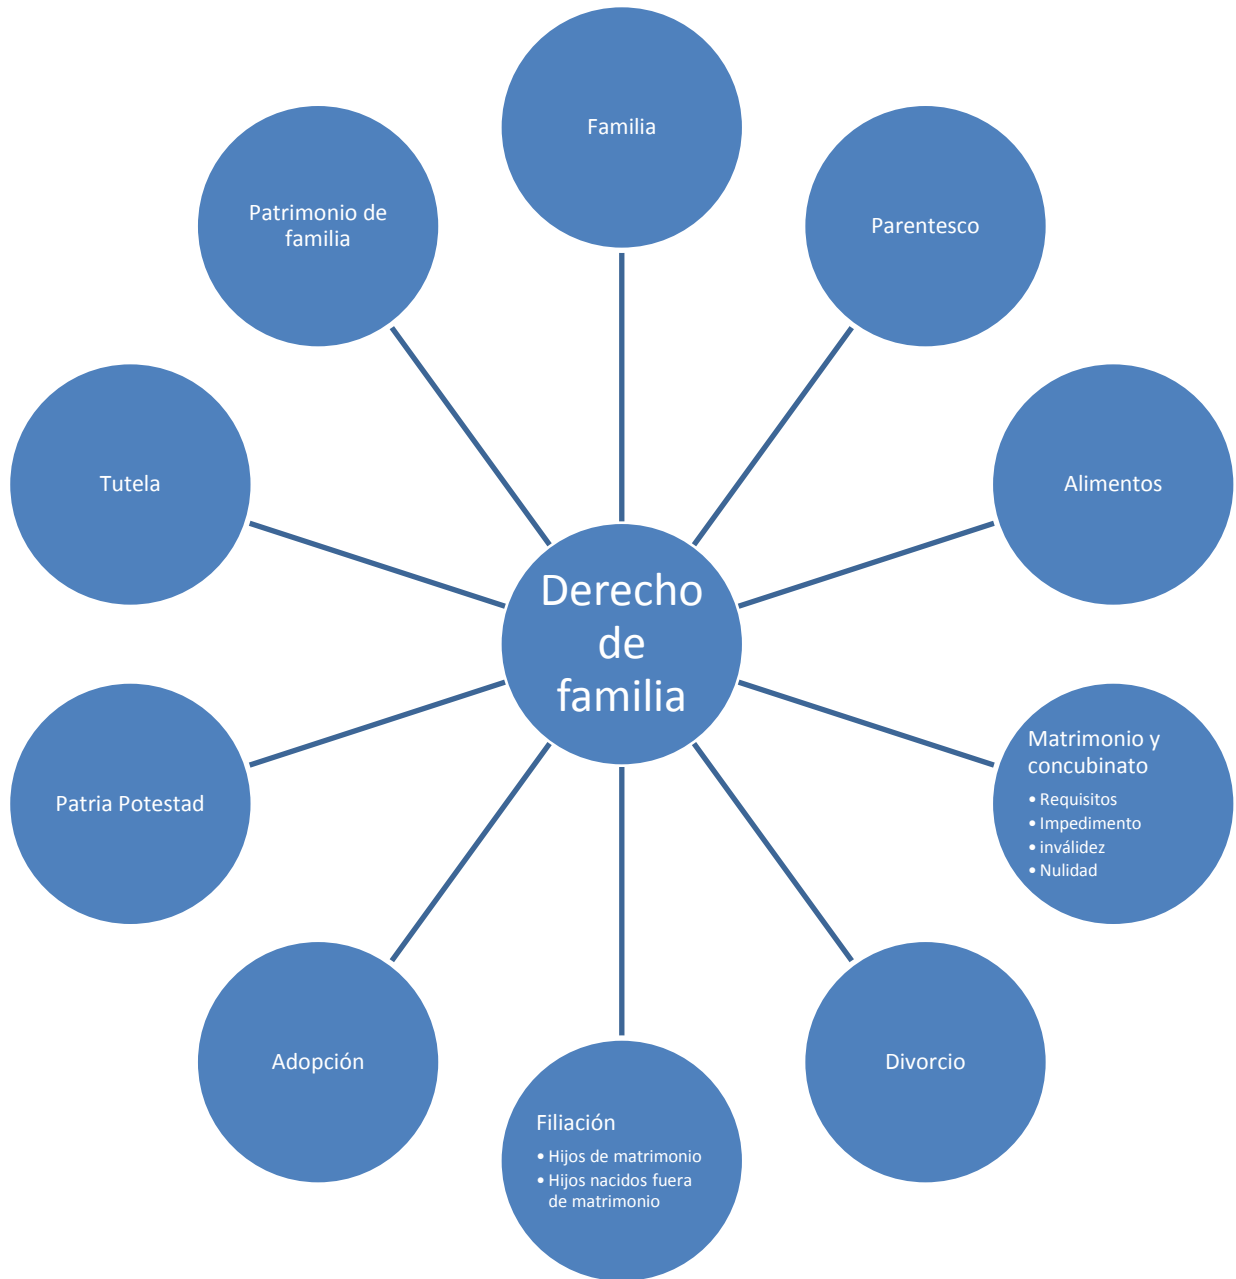 Familia
Patrimonio de
familia
Parentesco
Tutela
Alimentos
Derecho
de
familia
Patria Potestad
Matrimonio y
concubinato
• Requisitos
• Impedimento
• inválidez
• Nulidad
Adopción
Divorcio
Filiación
• Hijos de matrimonio
• Hijos nacidos fuera
de matrimonio